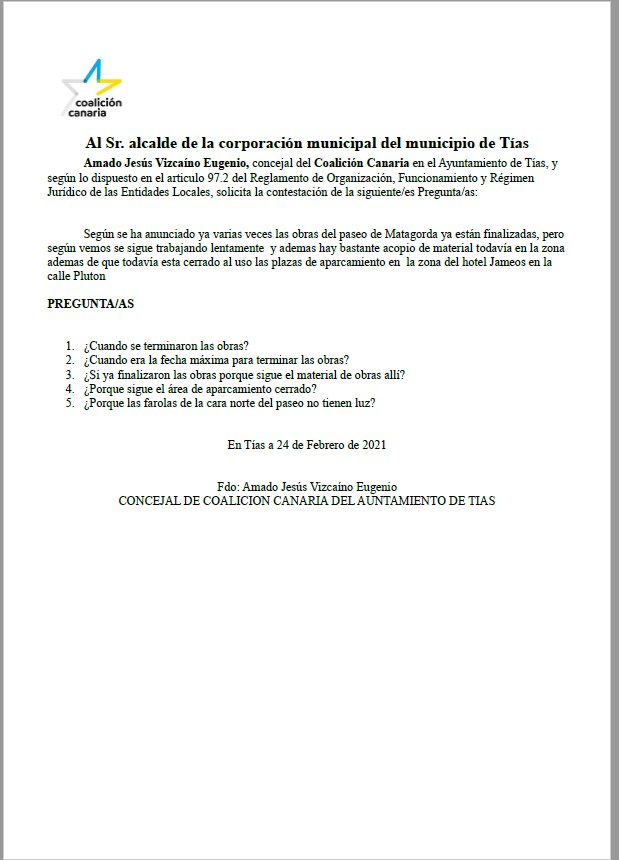 coalición
canaria
Al Sr. alcalde de la corporación municipal del municipio de Tías
Amado Jesús Vizcaíno Eugenio, concejal del Coalición Canaria en el Ayuntamiento de Tías, y
según lo dispuesto en el articulo 97.2 del Reglamento de Organización, Funcionamiento y Régimen
Jurídico de las Entidades Locales, solicita la contestación de la siguiente/es Pregunta/as:
Según se ha anunciado ya varias veces las obras del paseo de Matagorda ya están finalizadas, pero
según vemos se sigue trabajando lentamente y ademas hay bastante acopio de material todavía en la zona
ademas de que todavía esta cerrado al uso las plazas de aparcamiento en la zona del hotel Jameos en la
calle Pluton
PREGUNTA/AS
1. ¿Cuando se terminaron las obras?
2. ¿Cuando era la fecha máxima para terminar las obras?
3. ¿Si ya finalizaron las obras porque sigue el material de obras allí?
4. ¿Porque sigue el área de aparcamiento cerrado?
5. ¿Porque las farolas de la cara norte del paseo no tienen luz?
En Tías a 24 de Febrero de 2021
Fdo: Amado Jesús Vizcaíno Eugenio
CONCEJAL DE COALICION CANARIA DEL AUNTAMIENTO DE TIAS